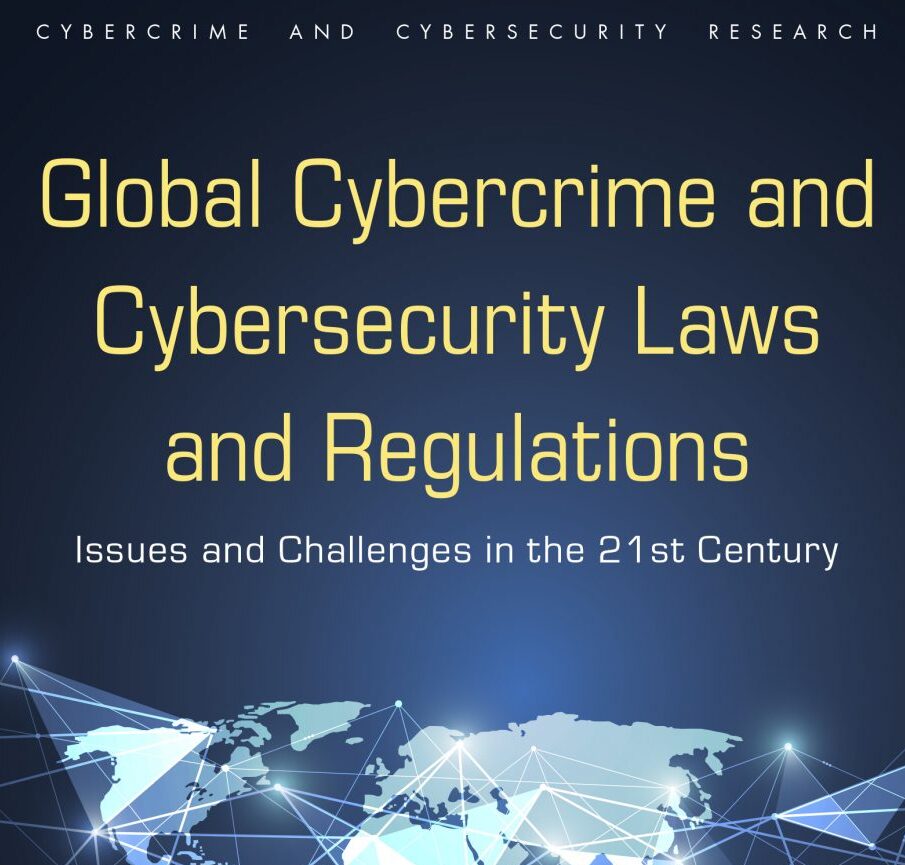 CYBERCRIME AND CYBERSECURITY RESEARCH
Global Cybercrime and
Cybersecurity Laws
and Regulations
Issues and Challenges in the 21st Century